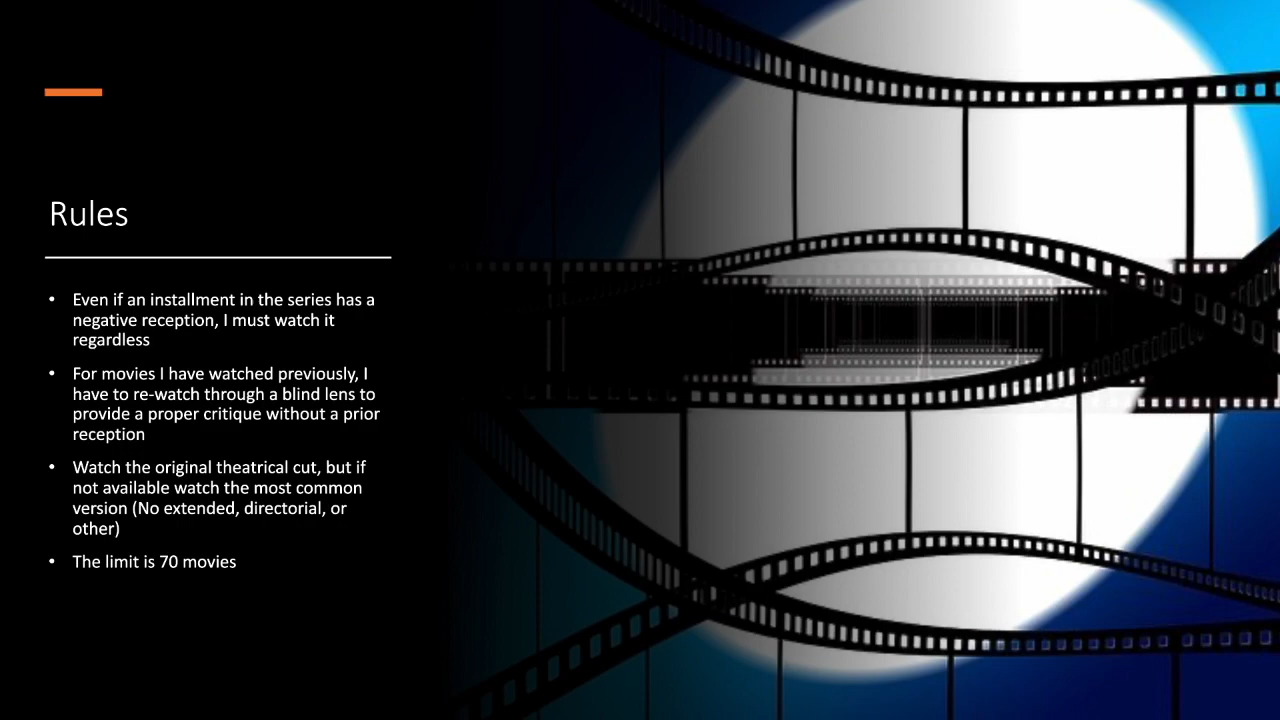 Rules
• Even if an installment in the series has a
negative reception, I must watch it
regardless
• For movies I have watched previously, I
have to re-watch through a blind lens to
provide a proper critique without a prior
reception
• Watch the original theatrical cut, but if
not available watch the most common
version (No extended, directorial, or
other)
• The limit is 70 movies